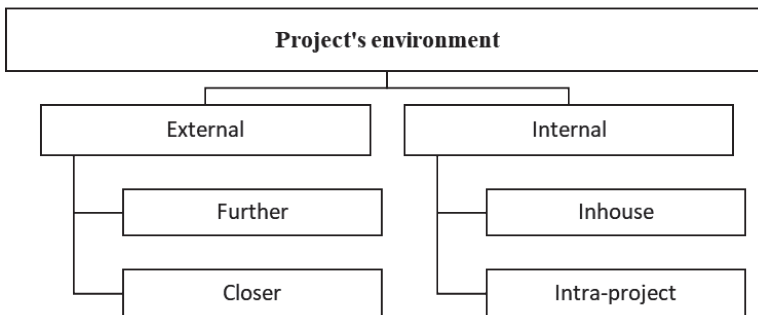 Project's environment
External
Internal
Further
Inhouse
Closer
Intra-project